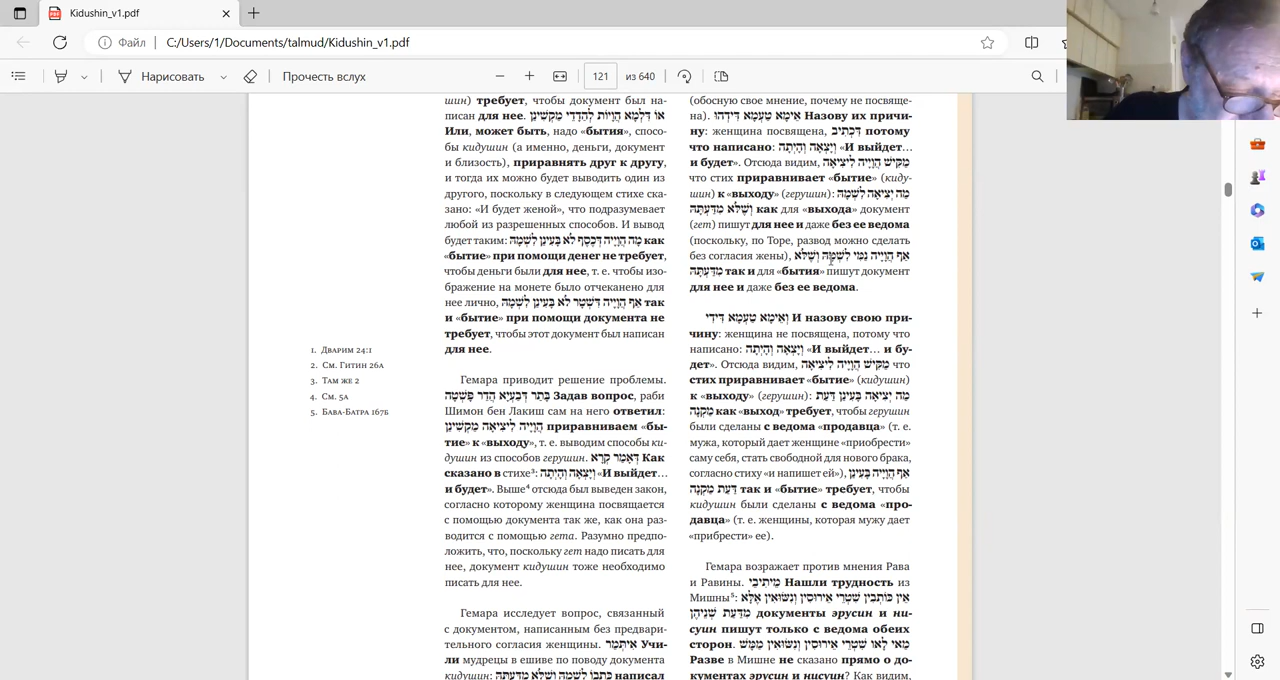 Kidushin_v1.pdf
Файл
C:/Users/1/Documents/talmud/Kidushin_v1.pdf
Нарисовать
Прочесть вслух
121 из 640
шин) требует, чтобы документ был на-
писан для нее. אוֹ דִּלְמָא הֲוָיוֹת לַהֲדָדֵי מַקְּשִׁינַן
Или, может быть, надо «бытия», спосо-
бы кидушин (а именно, деньги, документ
и близость), приравнять друг к другу,
и тогда их можно будет выводить один из
другого, поскольку в следующем стихе ска-
зано: «И будет женой», что подразумевает
любой из разрешенных способов. И вывод
будет таким: מָה הֲוָיָה דְּכֶסֶף לֹא בָּעֵינַן לִשְׁמָהּ как
«бытие» при помощи денег не требует,
чтобы деньги были для нее, т. е. чтобы изо-
бражение на монете было отчеканено для
нее лично, אַף הֲוָיָה דִּשְׁטָר לֹא בָּעֵינַן לִשְׁמָהּ так
и «бытие» при помощи документа не
требует, чтобы этот документ был написан
для нее.
Гемара приводит решение проблемы.
בָּתַר דְּבַעְיָא הֲדַר פַּשְׁטַהּ Задав вопрос, раби
Шимон бен Лакиш сам на него ответил:
הֲוָיָה לִיצִיאָה מַקְּשִׁינַן приравниваем «бы-
тие» к «выходу», т. е. выводим способы ки-
душин из способов герушин. דְּאָמַר קְרָא Как
сказано в стихе³: וְיָצְאָה וְהָיְתָה «И выйдет…
и будет». Выше⁴ отсюда был выведен закон,
согласно которому женщина посвящается
с помощью документа так же, как она раз-
водится с помощью гета. Разумно предпо-
ложить, что, поскольку гет надо писать для
нее, документ кидушин тоже необходимо
писать для нее.
Гемара исследует вопрос, связанный
с документом, написанным без предвари-
тельного согласия женщины. אִיתְּמַר Учи-
ли мудрецы в ешиве по поводу документа
кидушин: כְּתָבוֹ לִשְׁמָהּ וְשֶׁלֹּא מִדַּעְתָּהּ написал
1. Дварим 24:1
2. См. Гитин 26а
3. Там же 2
4. См. 5а
5. Бава-Батра 167б
(обосную свое мнение, почему не посвяще-
на). אֵימָא טַעְמָא דִּידְהוּ Назову их причи-
ну: женщина посвящена, דִּכְתִיב потому
что написано: וְיָצְאָה וְהָיְתָה «И выйдет…
и будет». Отсюда видим, מַקִּישׁ הֲוָיָה לִיצִיאָה
что стих приравнивает «бытие» (киду-
шин) к «выходу» (герушин): מַה יְּצִיאָה לִשְׁמָהּ
וְשֶׁלֹּא מִדַּעְתָּהּ как для «выхода» документ
(гет) пишут для нее и даже без ее ведома
(поскольку, по Торе, развод можно сделать
без согласия жены), אַף הֲוָיָה נַמֵּי לִשְׁמָהּ וְשֶׁלֹּא
מִדַּעְתָּהּ так и для «бытия» пишут документ
для нее и даже без ее ведома.
וְאֵימָא טַעְמָא דִּידִי И назову свою при-
чину: женщина не посвящена, потому что
написано: וְיָצְאָה וְהָיְתָה «И выйдет… и бу-
дет». Отсюда видим, מַקִּישׁ הֲוָיָה לִיצִיאָה что
стих приравнивает «бытие» (кидушин)
к «выходу» (герушин): מַה יְּצִיאָה בָּעֵינַן דַּעַת
מַקְנֶה как «выход» требует, чтобы герушин
были сделаны с ведома «продавца» (т. е.
мужа, который дает женщине «приобрести»
саму себя, стать свободной для нового брака,
согласно стиху «и напишет ей»), אַף הֲוָיָה בָּעֵינַן
דַּעַת מַקְנֶה так и «бытие» требует, чтобы
кидушин были сделаны с ведома «про-
давца» (т. е. женщины, которая мужу дает
«прибрести» ее).
Гемара возражает против мнения Рава
и Равины. מֵיתִיבֵי Нашли трудность из
Мишны⁵: אֵין כּוֹתְבִין שִׁטְרֵי אֵירוּסִין וְנִשּׂוּאִין אֶלָּא
מִדַּעַת שְׁנֵיהֶן документы эрусин и ни-
суин пишут только с ведома обеих
сторон. מַאי לָאו שִׁטְרֵי אֵירוּסִין וְנִשּׂוּאִין מַמָּשׁ
Разве в Мишне не сказано прямо о до-
кументах эрусин и нисуин? Как видим,